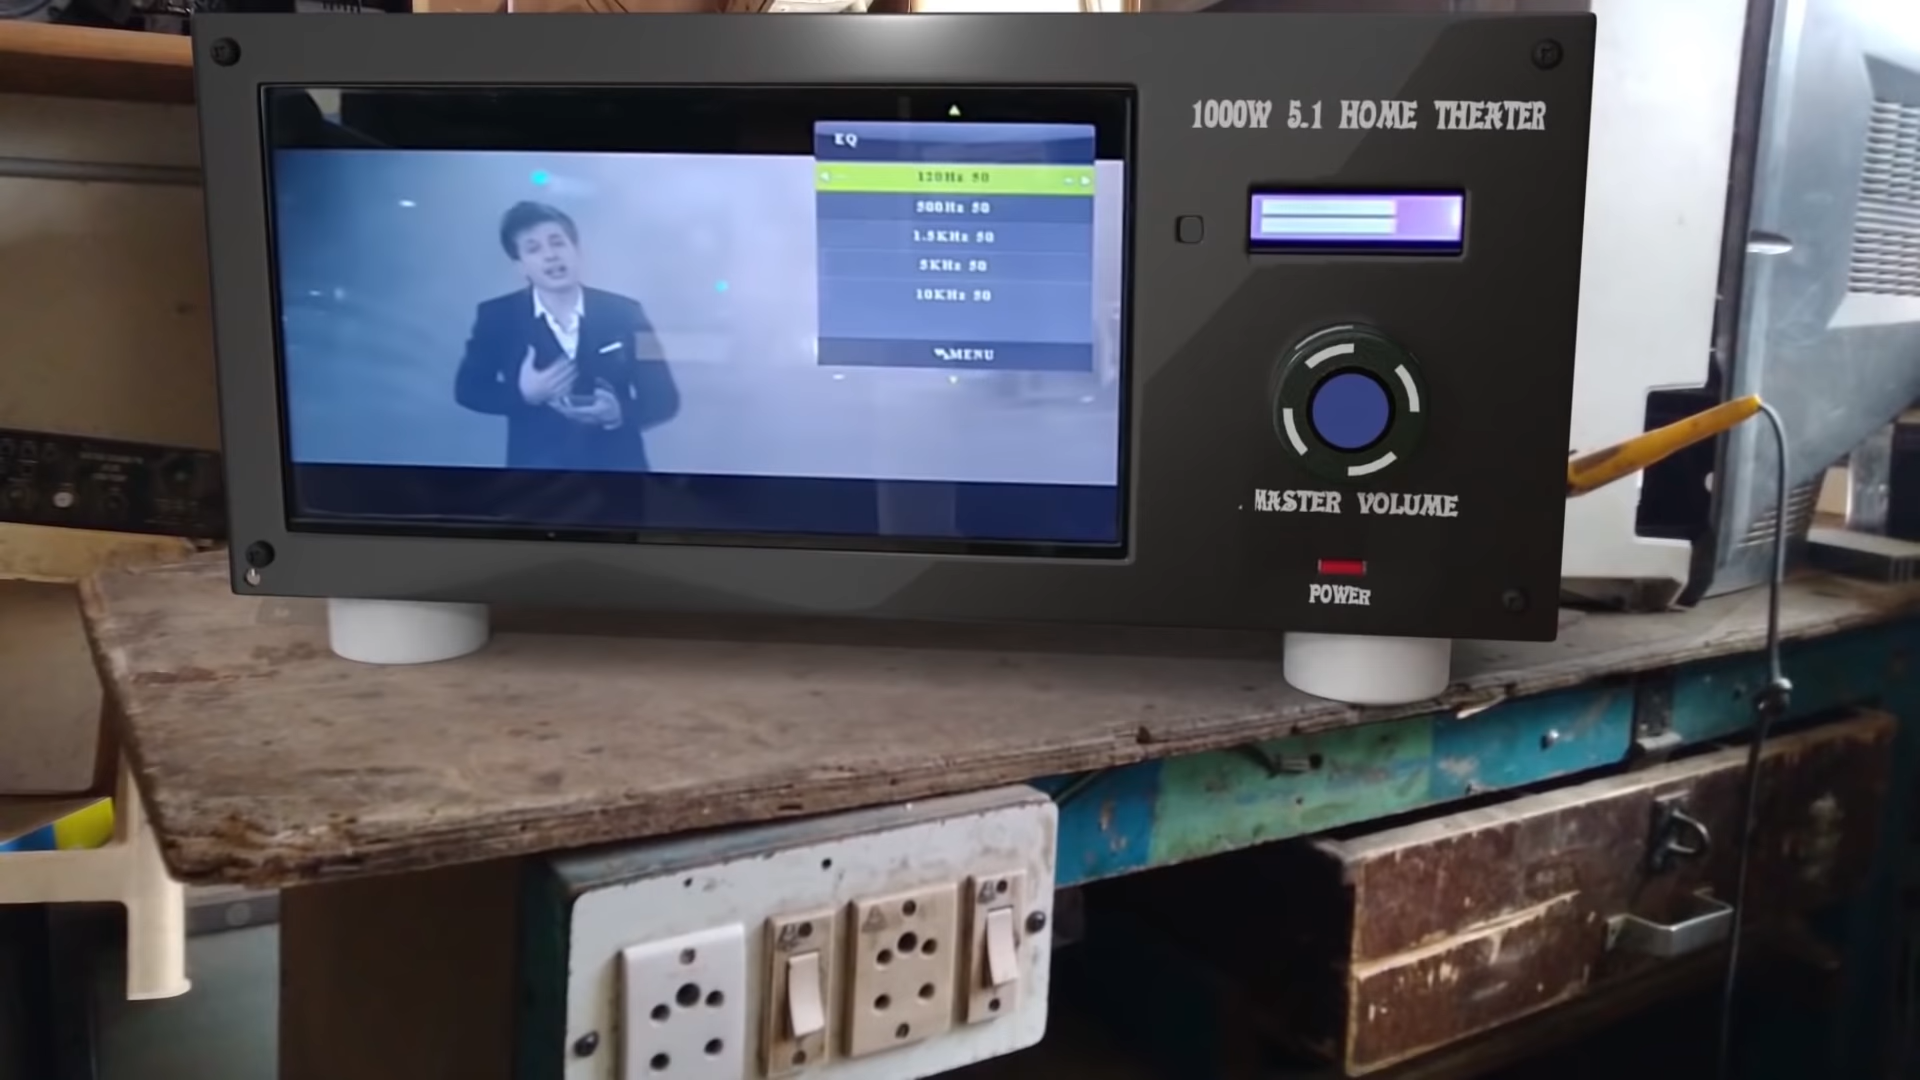 1000W 5.1 HOME THEATER
EQ
120Hz 50
500Hz 50
1.5KHz 50
5KHz 50
10KHz 50
MENU
MASTER VOLUME
POWER